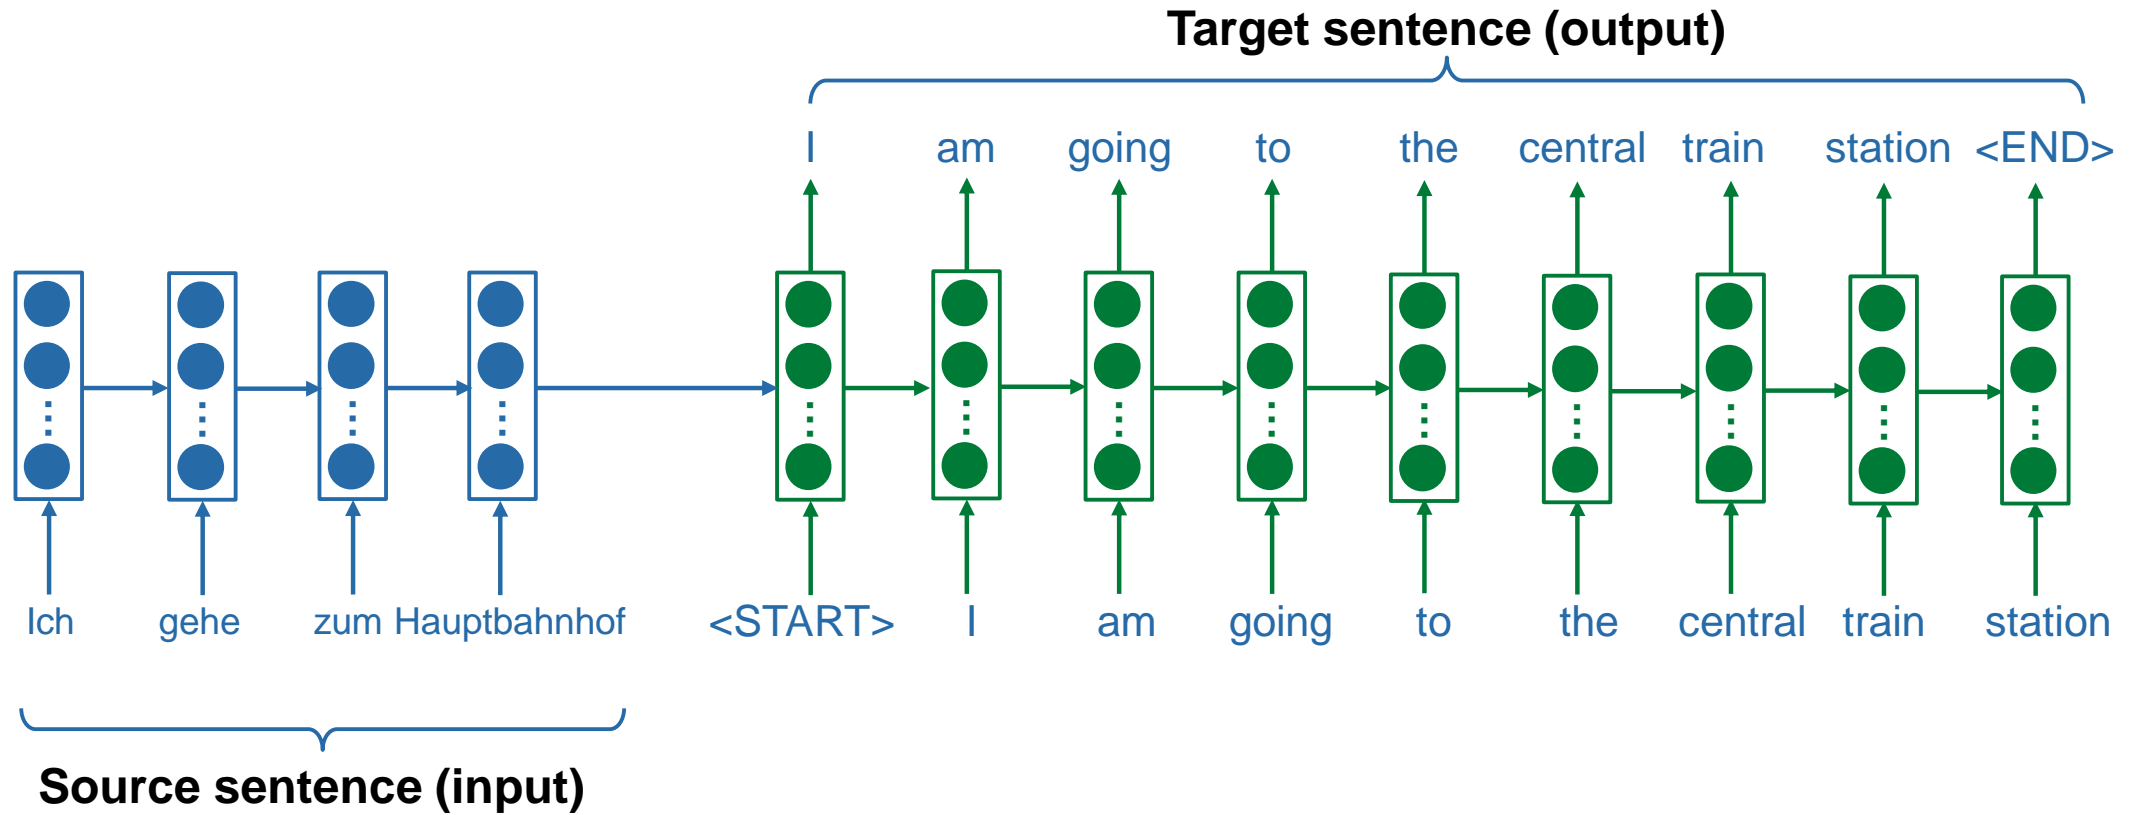 Target sentence (output)
I am going to the central train station <END>
Ich gehe zum Hauptbahnhof <START> I am going to the central train station
Source sentence (input)